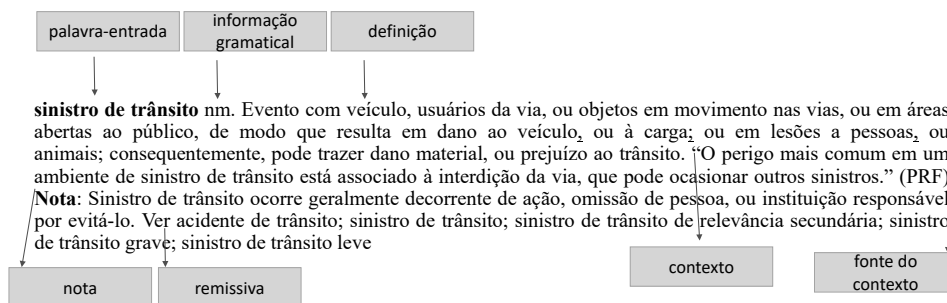 palavra-entrada
informação
gramatical
definição
sinistro de trânsito nm. Evento com veículo, usuários da via, ou objetos em movimento nas vias, ou em áreas
abertas ao público, de modo que resulta em dano ao veículo, ou à carga; ou em lesões a pessoas, ou
animais; consequentemente, pode trazer dano material, ou prejuízo ao trânsito. “O perigo mais comum em um
ambiente de sinistro de trânsito está associado à interdição da via, que pode ocasionar outros sinistros.” (PRF)
Nota: Sinistro de trânsito ocorre geralmente decorrente de ação, omissão de pessoa, ou instituição responsável
por evitá-lo. Ver acidente de trânsito; sinistro de trânsito; sinistro de trânsito de relevância secundária; sinistro
de trânsito grave; sinistro de trânsito leve
nota
remissiva
contexto
fonte do
contexto